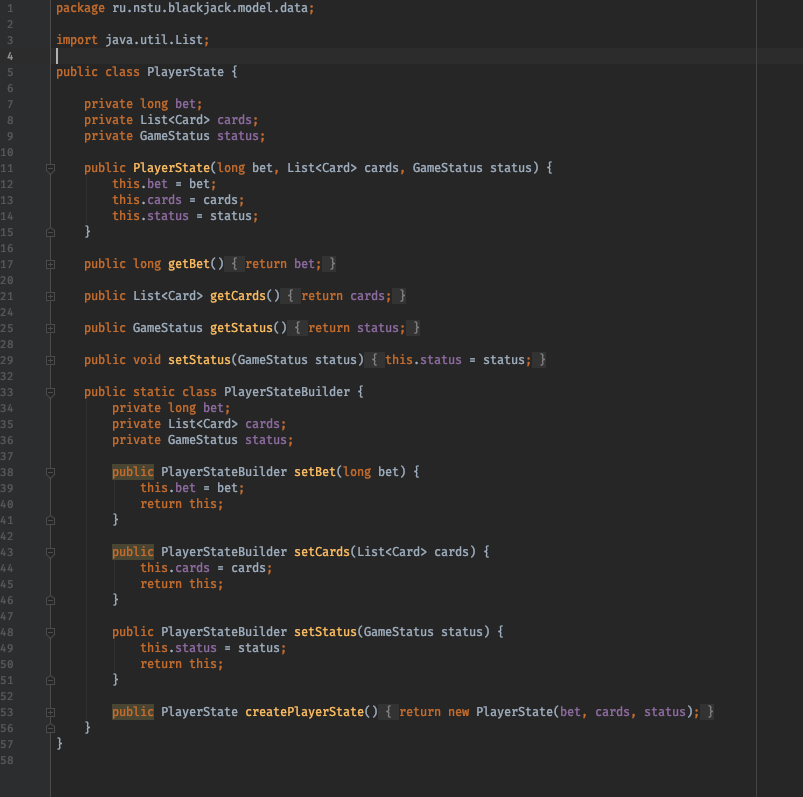 1 package ru.nstu.blackjack.model.data;
2
3 import java.util.List;
4
5 public class PlayerState {
6
7     private long bet;
8     private List<Card> cards;
9     private GameStatus status;
10
11     public PlayerState(long bet, List<Card> cards, GameStatus status) {
12         this.bet = bet;
13         this.cards = cards;
14         this.status = status;
15     }
16
17     public long getBet() { return bet; }
20
21     public List<Card> getCards() { return cards; }
24
25     public GameStatus getStatus() { return status; }
28
29     public void setStatus(GameStatus status) { this.status = status; }
32
33     public static class PlayerStateBuilder {
34         private long bet;
35         private List<Card> cards;
36         private GameStatus status;
37
38         public PlayerStateBuilder setBet(long bet) {
39             this.bet = bet;
40             return this;
41         }
42
43         public PlayerStateBuilder setCards(List<Card> cards) {
44             this.cards = cards;
45             return this;
46         }
47
48         public PlayerStateBuilder setStatus(GameStatus status) {
49             this.status = status;
50             return this;
51         }
52
53         public PlayerState createPlayerState() { return new PlayerState(bet, cards, status); }
56     }
57 }
58